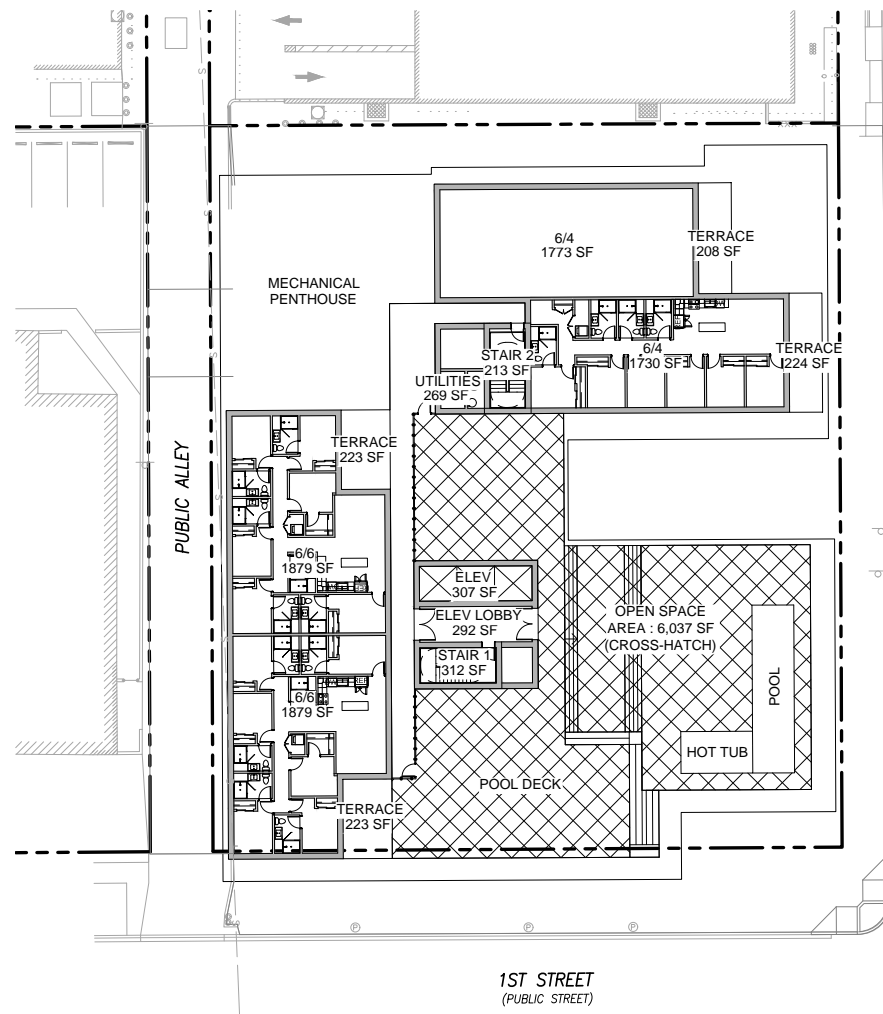 6/4
1773 SF
TERRACE
208 SF
MECHANICAL
PENTHOUSE
STAIR 2
213 SF
6/4
1730 SF
TERRACE
224 SF
UTILITIES
269 SF
TERRACE
223 SF
PUBLIC ALLEY
6/6
1879 SF
ELEV
307 SF
ELEV LOBBY
292 SF
OPEN SPACE
AREA : 6,037 SF
(CROSS-HATCH)
STAIR 1
312 SF
6/6
1879 SF
POOL
HOT TUB
POOL DECK
TERRACE
223 SF
P
P
P
1ST STREET
(PUBLIC STREET)
S
S
S
S